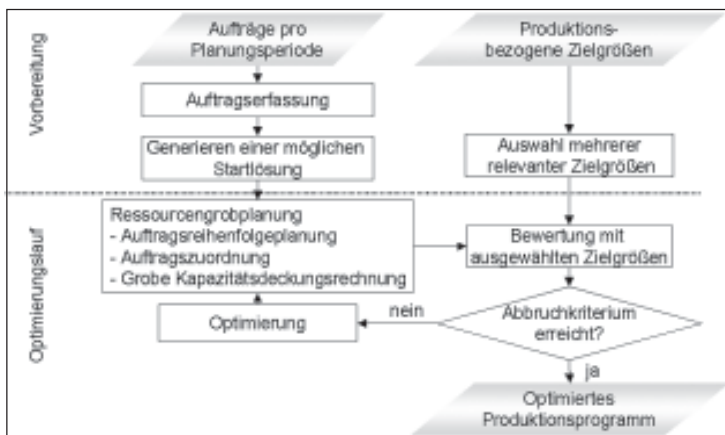 Vorbereitung
Aufträge pro
Planungsperiode
Produktions-
bezogene Zielgrößen
Auftragserfassung
Generieren einer möglichen
Startlösung
Auswahl mehrerer
relevanter Zielgrößen
Optimierungslauf
Ressourcengrobplanung
- Auftragsreihenfolgeplanung
- Auftragszuordnung
- Grobe Kapazitätsdeckungsrechnung
Bewertung mit
ausgewählten Zielgrößen
Optimierung
nein
Abbruchkriterium
erreicht?
ja
Optimiertes
Produktionsprogramm